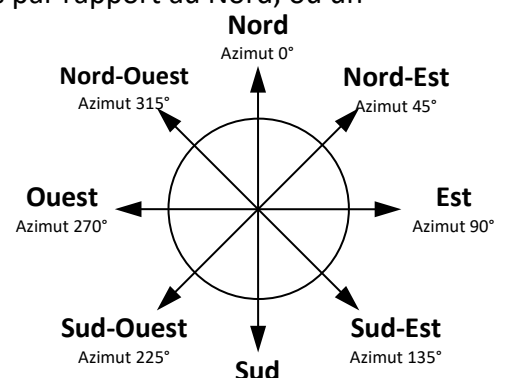 par rapport au Nord, ou un
Nord
Azimut 0°
Nord-Ouest
Azimut 315°
Nord-Est
Azimut 45°
Ouest
Azimut 270°
Est
Azimut 90°
Sud-Ouest
Azimut 225°
Sud-Est
Azimut 135°
Sud